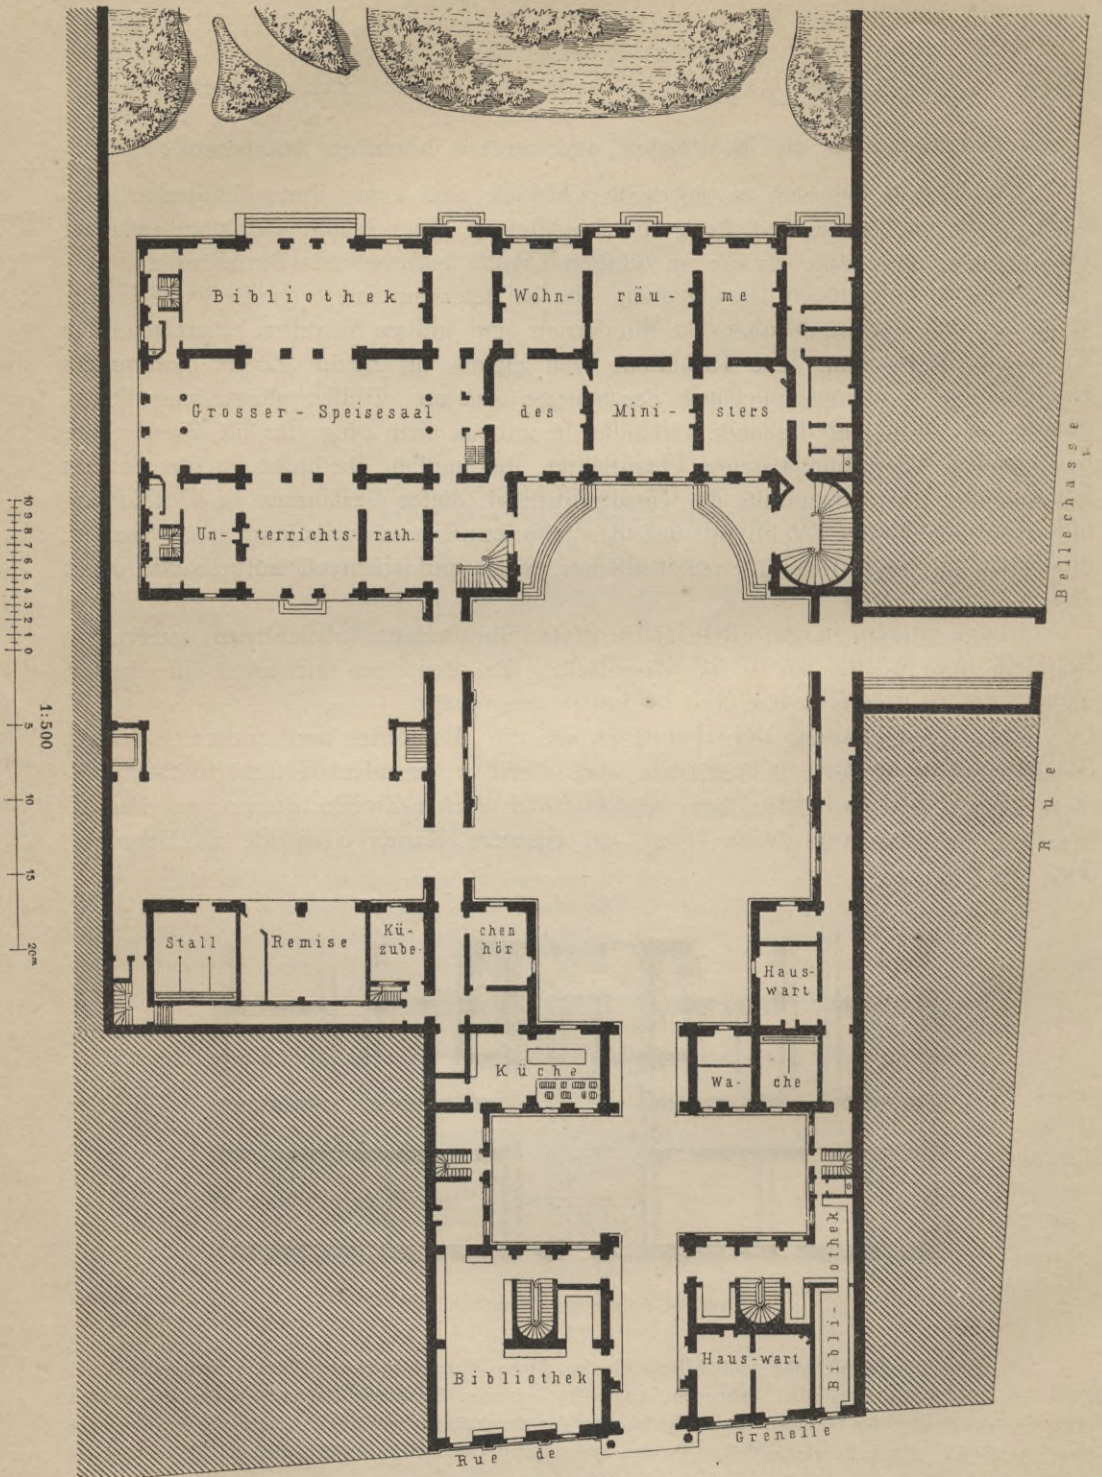 Bibliothek
Wohn- räu- me
Grosser - Speisesaal
des Mini- sters
Un- terrichts- rath.
Bellechasse
Rue
10 9 8 7 6 5 4 3 2 1 0 5 10 15 20m
1:500
Stall
Remise
Kü- chen
zube- hör
Haus-
wart
Küche
Wa- che
Bibli- othek
Haus-wart
Bibliothek
Rue de Grenelle